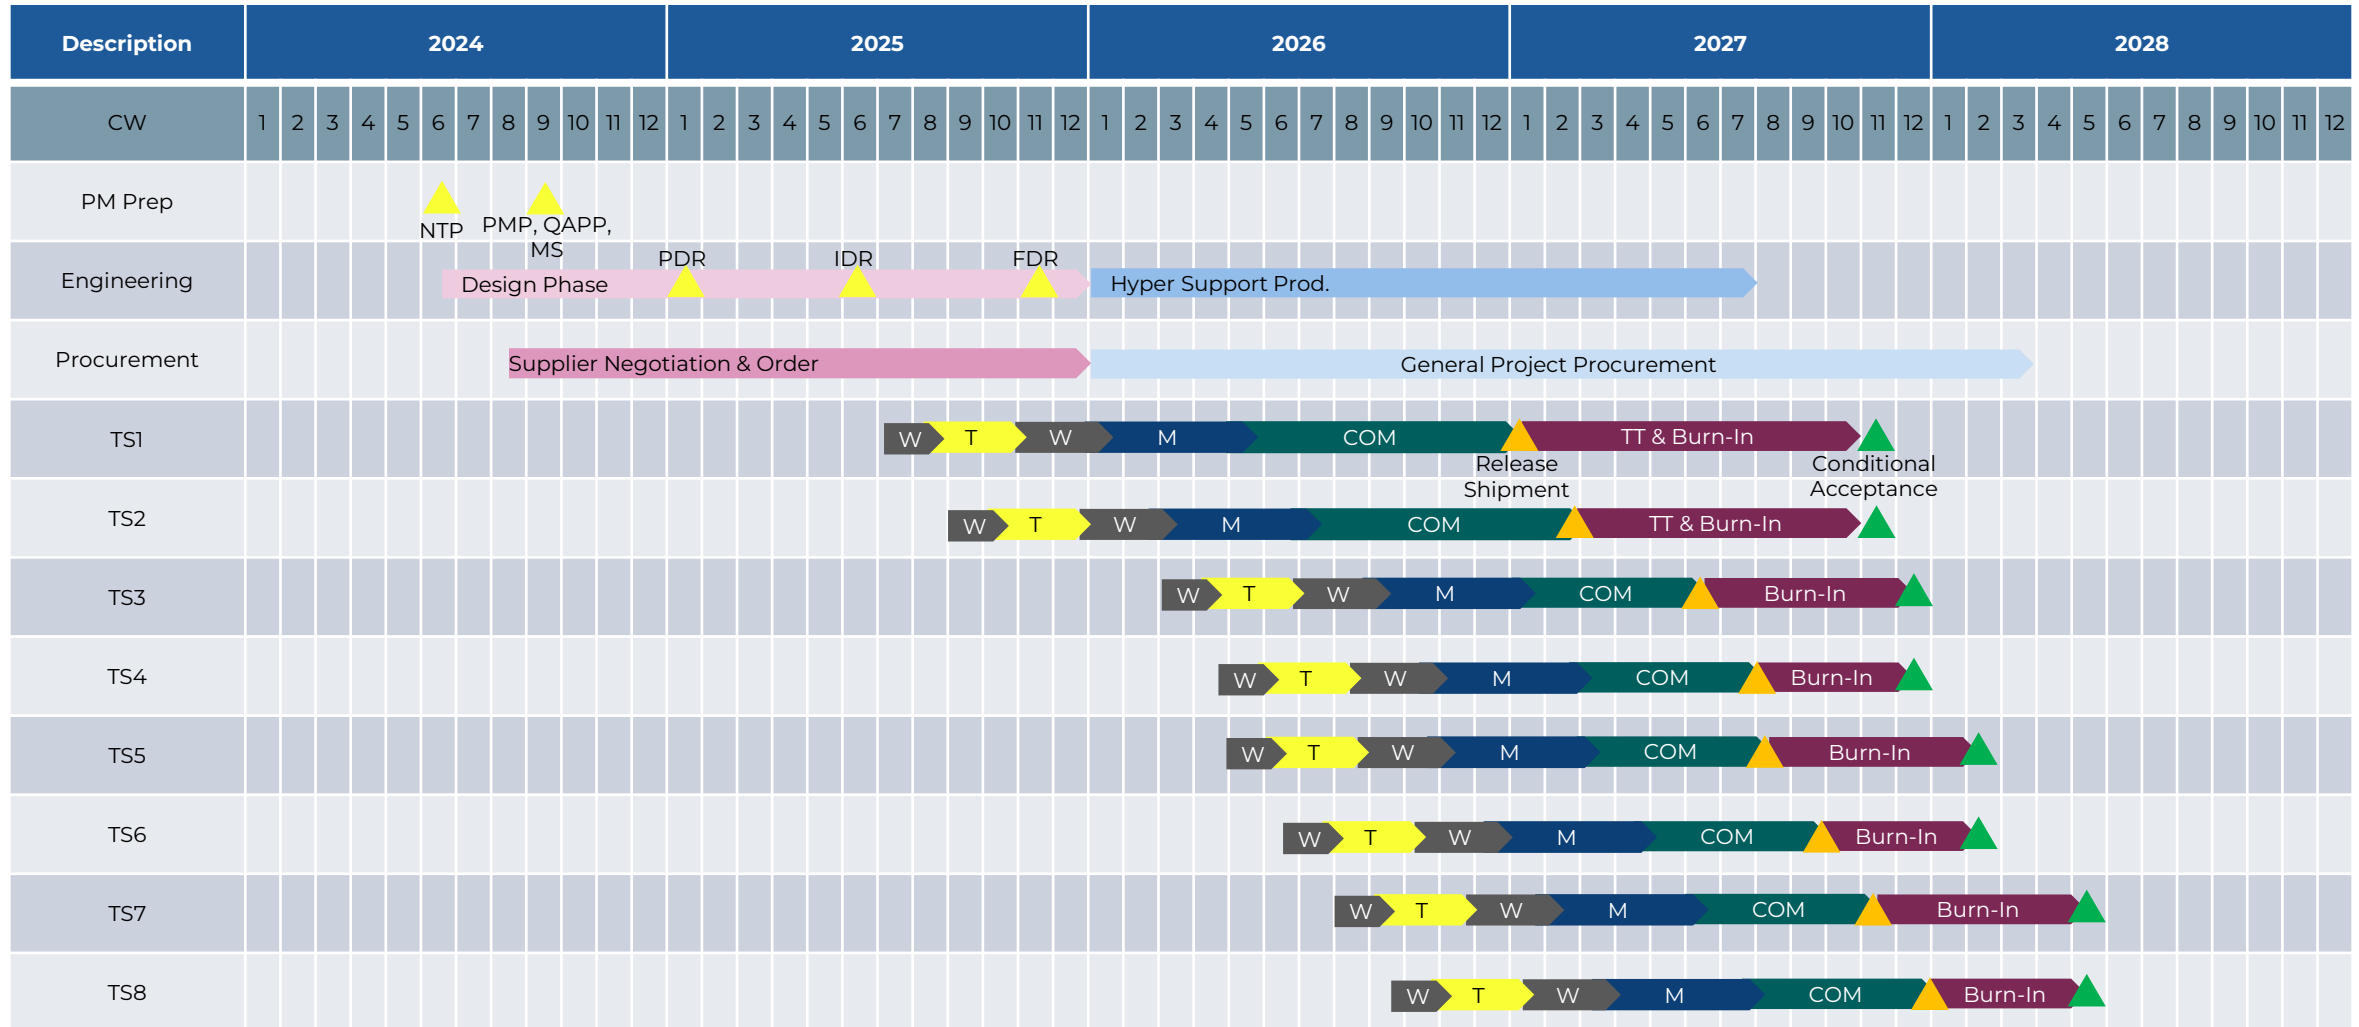 Description 2024 2025 2026 2027 2028
CW 1 2 3 4 5 6 7 8 9 10 11 12 1 2 3 4 5 6 7 8 9 10 11 12 1 2 3 4 5 6 7 8 9 10 11 12 1 2 3 4 5 6 7 8 9 10 11 12 1 2 3 4 5 6 7 8 9 10 11 12
PM Prep
NTP
PMP, QAPP,
MS
Engineering
PDR IDR FDR
Design Phase Hyper Support Prod.
Procurement Supplier Negotiation & Order General Project Procurement
TS1 W T W M COM TT & Burn-In
Release
Shipment
Conditional
Acceptance
TS2 W T W M COM TT & Burn-In
TS3 W T W M COM Burn-In
TS4 W T W M COM Burn-In
TS5 W T W M COM Burn-In
TS6 W T W M COM Burn-In
TS7 W T W M COM Burn-In
TS8 W T W M COM Burn-In